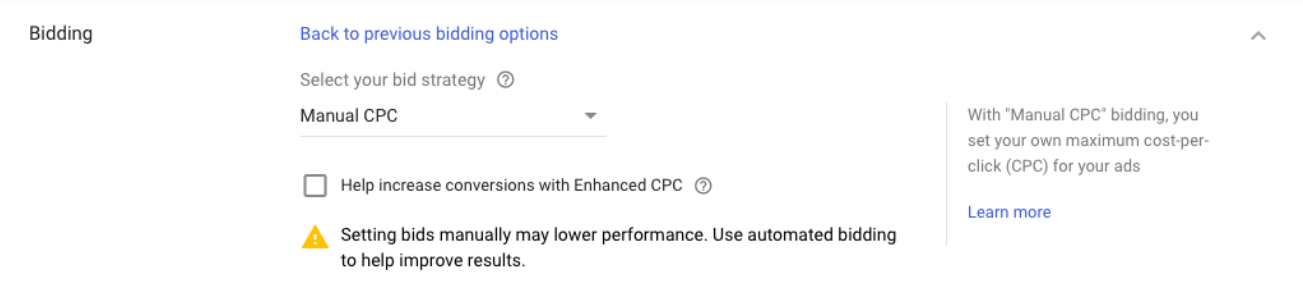 Bidding
Back to previous bidding options
Select your bid strategy
Manual CPC
Help increase conversions with Enhanced CPC
Setting bids manually may lower performance. Use automated bidding
to help improve results.
With "Manual CPC" bidding, you
set your own maximum cost-per-
click (CPC) for your ads
Learn more